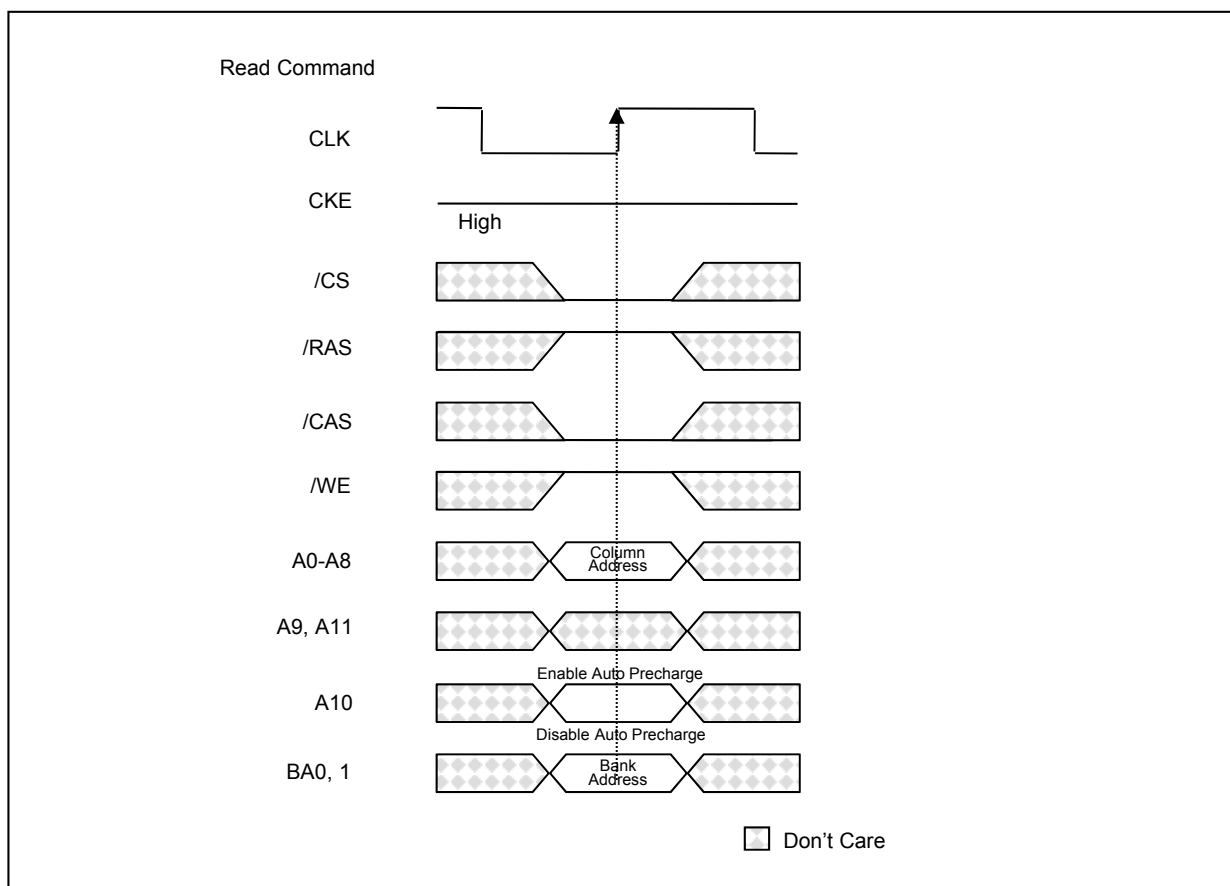 Read Command
CLK
CKE
High
/CS
/RAS
/CAS
/WE
A0-A8
Column
Address
A9, A11
Enable Auto Precharge
A10
Disable Auto Precharge
BA0, 1
Bank
Address
Don’t Care